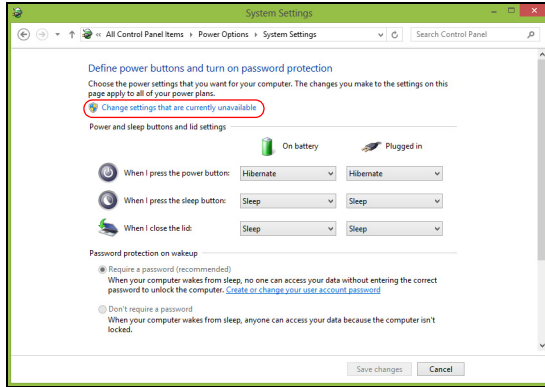 System Settings
« All Control Panel Items Power Options System Settings
Search Control Panel
Define power buttons and turn on password protection
Choose the power settings that you want for your computer. The changes you make to the settings on this
page apply to all of your power plans.
Change settings that are currently unavailable
Power and sleep buttons and lid settings
On battery Plugged in
When I press the power button: Hibernate Hibernate
When I press the sleep button: Sleep Sleep
When I close the lid: Sleep Sleep
Password protection on wakeup
Require a password (recommended)
When your computer wakes from sleep, no one can access your data without entering the correct
password to unlock the computer. Create or change your user account password
Don't require a password
When your computer wakes from sleep, anyone can access your data because the computer isn't
locked.
Save changes Cancel